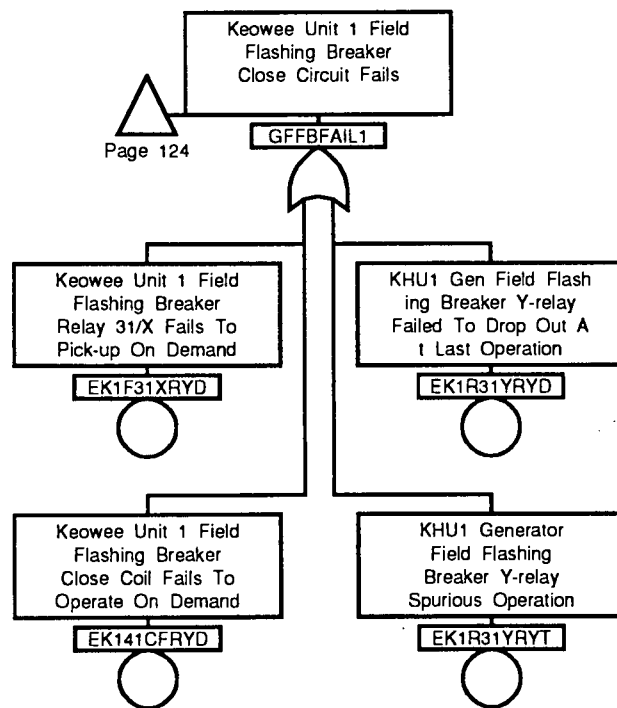 Keowee Unit 1 Field
Flashing Breaker
Close Circuit Fails
Page 124
GFFBFAIL1
Keowee Unit 1 Field
Flashing Breaker
Relay 31/X Fails To
Pick-up On Demand
EK1F31XRYD
KHU1 Gen Field Flash
ing Breaker Y-relay
Failed To Drop Out A
t Last Operation
EK1R31YRYD
Keowee Unit 1 Field
Flashing Breaker
Close Coil Fails To
Operate On Demand
EK141CFRYD
KHU1 Generator
Field Flashing
Breaker Y-relay
Spurious Operation
EK1R31YRYT